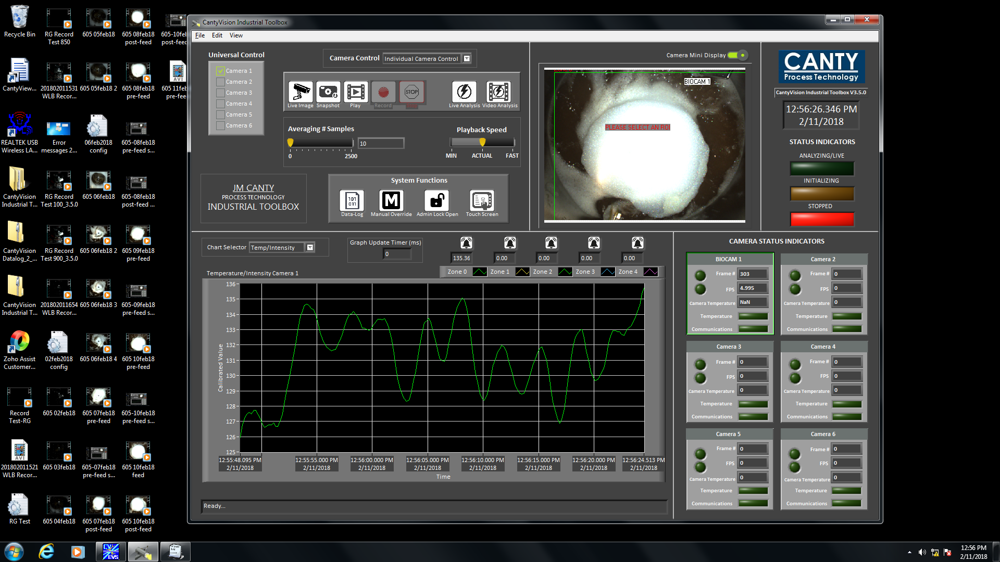 Recycle Bin
RG Record
Test 850
605 05feb18
605 08feb18
post-feed
605-10feb
post-feed
CantyView...
201802011531
WLB Recor...
605 05feb18 2
605 08feb18
pre-feed
AVI
605 11feb
pre-fee
REALTEK USB
Wireless LA...
Error
messages 2...
06feb2018
config
605-08feb18
pre-feed s...
CantyVision
Industrial T...
RG Record
Test 100_3.5.0
605 06feb18
605-08feb18
post-feed ...
CantyVision
Datalog_2_...
RG Record
Test 900_3.5.0
605 06feb18 2
605 09feb18
pre-feed
CantyVision
Industrial T...
201802011654
WLB Recor...
605 06feb18 3
605-09feb18
pre-feed s...
Zoho Assist
Customer...
02feb2018
config
605 06feb18 4
605 10feb18
pre-feed
Record
Test-RG
605 02feb18
605 07feb18
pre-feed
605-10feb18
pre-feed s...
AVI
201802011521
WLB Recor...
605 03feb18
605-07feb18
pre-feed s...
605 10feb18
feed
RG Test
605 04feb18
605 07feb18
post-feed
605 10feb18
post-feed
CantyVision Industrial Toolbox
File Edit View
Universal Control
Camera 1
Camera 2
Camera 3
Camera 4
Camera 5
Camera 6
Camera Control Individual Camera Control
STOP
Live Image Snapshot Play Record Live Analysis Video Analysis
Averaging # Samples
10
0 2500
Playback Speed
MIN ACTUAL FAST
JM CANTY
PROCESS TECHNOLOGY
INDUSTRIAL TOOLBOX
System Functions
101
011
M
Data-Log Manual Override Admin Lock Open Touch Screen
Camera Mini Display
BIOCAM 1
PLEASE SELECT AN ROI
CANTY
Process Technology
CantyVision Industrial Toolbox V3.5.0
12:56:26.346 PM
2/11/2018
STATUS INDICATORS
ANALYZING/LIVE
INITIALIZING
STOPPED
Chart Selector Temp/Intensity
Graph Update Timer (ms)
0
135.36 0.00 0.00 0.00 0.00
Zone 0 Zone 1 Zone 2 Zone 3 Zone 4
Temperature/Intensity Camera 1
Calibrated Value
136
135
134
133
132
131
130
129
128
127
126
125
12:55:48.095 PM 12:55:55.000 PM 12:56:00.000 PM 12:56:05.000 PM 12:56:10.000 PM 12:56:15.000 PM 12:56:20.000 PM 12:56:24.513 PM
2/11/2018 2/11/2018 2/11/2018 2/11/2018 2/11/2018 2/11/2018 2/11/2018 2/11/2018
Time
Ready...
CAMERA STATUS INDICATORS
BIOCAM 1
Frame # 303
FPS 4.995
Camera Temperature NaN
Temperature
Communications
Camera 2
Frame # 0
FPS 0
Camera Temperature 0
Temperature
Communications
Camera 3
Frame # 0
FPS 0
Camera Temperature 0
Temperature
Communications
Camera 4
Frame # 0
FPS 0
Camera Temperature 0
Temperature
Communications
Camera 5
Frame # 0
FPS 0
Camera Temperature 0
Temperature
Communications
Camera 6
Frame # 0
FPS 0
Camera Temperature 0
Temperature
Communications
12:56 PM
2/11/2018